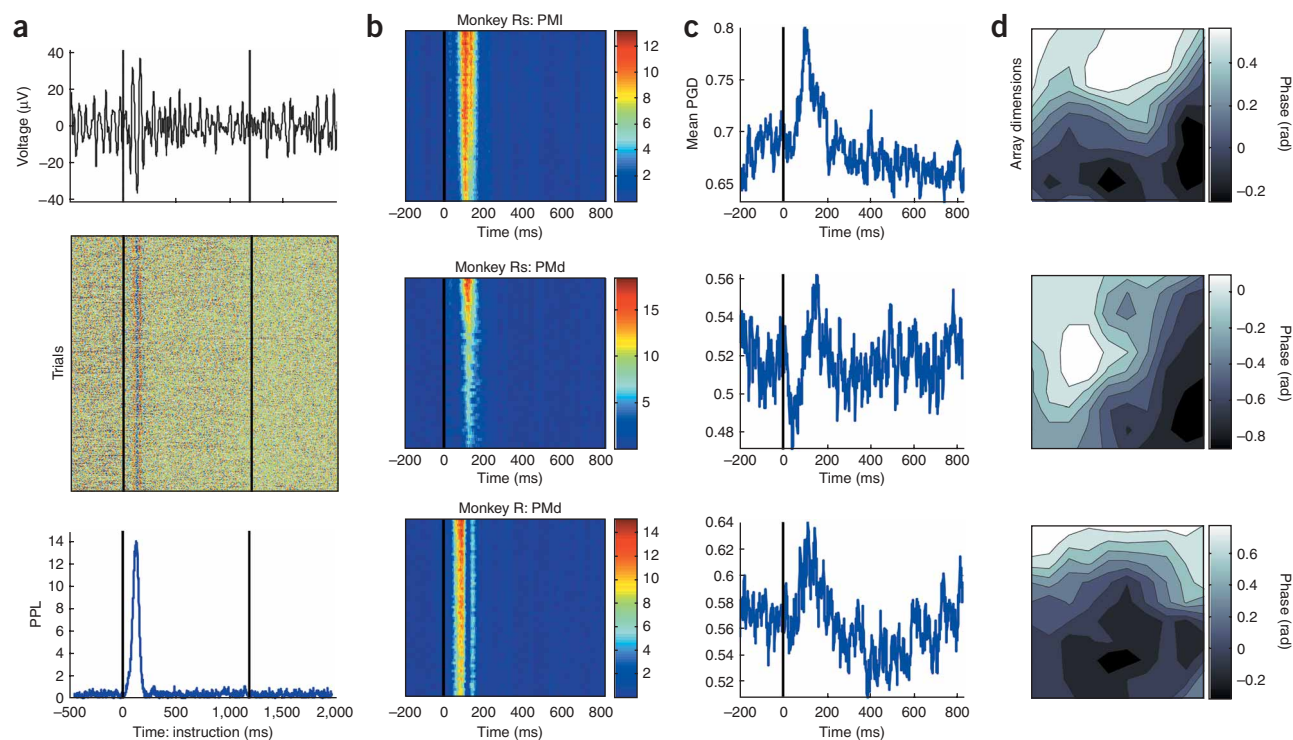 a
40
20
0
−20
−40
Voltage (µV)
Trials
14
12
10
8
6
4
2
0
PPL
−500 0 500 1,000 1,500 2,000
Time: instruction (ms)
b
Monkey Rs: PMI
12
10
8
6
4
2
−200 0 200 400 600 800
Time (ms)
Monkey Rs: PMd
15
10
5
−200 0 200 400 600 800
Time (ms)
Monkey R: PMd
14
12
10
8
6
4
2
−200 0 200 400 600 800
Time (ms)
c
0.8
0.75
0.7
0.65
Mean PGD
−200 0 200 400 600 800
Time (ms)
0.56
0.54
0.52
0.5
0.48
−200 0 200 400 600 800
Time (ms)
0.64
0.62
0.6
0.58
0.56
0.54
0.52
−200 0 200 400 600 800
Time (ms)
d
Array dimensions
0.4
0.2
0
−0.2
Phase (rad)
0
−0.2
−0.4
−0.6
−0.8
Phase (rad)
0.6
0.4
0.2
0
−0.2
Phase (rad)